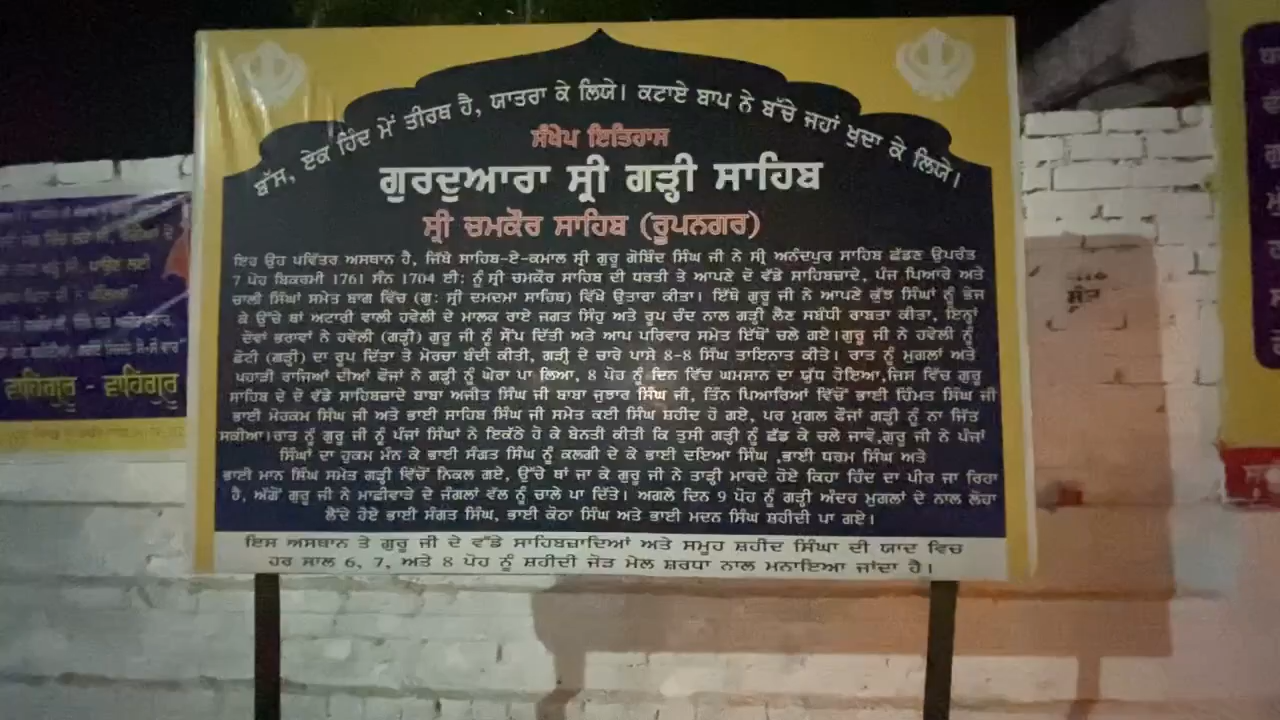 ਬੱਸ, ਏਕ ਹਿੰਦ ਮੇਂ ਤੀਰਥ ਹੈ, ਯਾਤਰਾ ਕੇ ਲਿਯੇ। ਕਟਾਏ ਬਾਪ ਨੇ ਬੱਚੇ ਜਹਾਂ ਖੁਦਾ ਕੇ ਲਿਯੇ।
ਸੰਖੇਪ ਇਤਿਹਾਸ
ਗੁਰਦੁਆਰਾ ਸ੍ਰੀ ਗੜ੍ਹੀ ਸਾਹਿਬ
ਸ੍ਰੀ ਚਮਕੌਰ ਸਾਹਿਬ (ਰੂਪਨਗਰ)
ਇਹ ਉਹ ਪਵਿੱਤਰ ਅਸਥਾਨ ਹੈ, ਜਿੱਥੇ ਸਾਹਿਬ-ਏ-ਕਮਾਲ ਸ੍ਰੀ ਗੁਰੂ ਗੋਬਿੰਦ ਸਿੰਘ ਜੀ ਨੇ ਸ੍ਰੀ ਅਨੰਦਪੁਰ ਸਾਹਿਬ ਛੱਡਣ ਉਪਰੰਤ
7 ਪੋਹ ਬਿਕਰਮੀ 1761 ਸੰਨ 1704 ਈ: ਨੂੰ ਸ੍ਰੀ ਚਮਕੌਰ ਸਾਹਿਬ ਦੀ ਧਰਤੀ ਤੇ ਆਪਣੇ ਦੋ ਵੱਡੇ ਸਾਹਿਬਜ਼ਾਦੇ, ਪੰਜ ਪਿਆਰੇ ਅਤੇ
ਚਾਲੀ ਸਿੰਘਾਂ ਸਮੇਤ ਬਾਗ ਵਿੱਚ (ਗੁ: ਸ੍ਰੀ ਦਮਦਮਾ ਸਾਹਿਬ) ਵਿੱਖੇ ਉਤਾਰਾ ਕੀਤਾ। ਇੱਥੇ ਗੁਰੂ ਜੀ ਨੇ ਆਪਣੇ ਕੁੱਝ ਸਿੰਘਾਂ ਨੂੰ ਭੇਜ
ਕੇ ਉੱਚੇ ਥਾਂ ਅਟਾਰੀ ਵਾਲੀ ਹਵੇਲੀ ਦੇ ਮਾਲਕ ਰਾਏ ਜਗਤ ਸਿੰਹੁ ਅਤੇ ਰੂਪ ਚੰਦ ਨਾਲ ਗੜ੍ਹੀ ਲੈਣ ਸਬੰਧੀ ਰਾਬਤਾ ਕੀਤਾ, ਇਨ੍ਹਾਂ
ਦੋਵਾਂ ਭਰਾਵਾਂ ਨੇ ਹਵੇਲੀ (ਗੜ੍ਹੀ) ਗੁਰੂ ਜੀ ਨੂੰ ਸੌਂਪ ਦਿੱਤੀ ਅਤੇ ਆਪ ਪਰਿਵਾਰ ਸਮੇਤ ਇੱਥੋਂ ਚਲੇ ਗਏ।ਗੁਰੂ ਜੀ ਨੇ ਹਵੇਲੀ ਨੂੰ
ਛੋਟੀ (ਗੜ੍ਹੀ) ਦਾ ਰੂਪ ਦਿੱਤਾ ਤੇ ਮੋਰਚਾ ਬੰਦੀ ਕੀਤੀ, ਗੜ੍ਹੀ ਦੇ ਚਾਰੇ ਪਾਸੇ 8-8 ਸਿੰਘ ਤਾਇਨਾਤ ਕੀਤੇ। ਰਾਤ ਨੂੰ ਮੁਗਲਾਂ ਅਤੇ
ਪਹਾੜੀ ਰਾਜਿਆਂ ਦੀਆਂ ਫੌਜਾਂ ਨੇ ਗੜ੍ਹੀ ਨੂੰ ਘੇਰਾ ਪਾ ਲਿਆ, 8 ਪੋਹ ਨੂੰ ਦਿਨ ਵਿੱਚ ਘਮਸਾਨ ਦਾ ਯੁੱਧ ਹੋਇਆ,ਜਿਸ ਵਿੱਚ ਗੁਰੂ
ਸਾਹਿਬ ਦੇ ਦੋ ਵੱਡੇ ਸਾਹਿਬਜ਼ਾਦੇ ਬਾਬਾ ਅਜੀਤ ਸਿੰਘ ਜੀ ਬਾਬਾ ਜੁਝਾਰ ਸਿੰਘ ਜੀ, ਤਿੰਨ ਪਿਆਰਿਆਂ ਵਿੱਚੋਂ ਭਾਈ ਹਿੰਮਤ ਸਿੰਘ ਜੀ
ਭਾਈ ਮੋਹਕਮ ਸਿੰਘ ਜੀ ਅਤੇ ਭਾਈ ਸਾਹਿਬ ਸਿੰਘ ਜੀ ਸਮੇਤ ਕਈ ਸਿੰਘ ਸ਼ਹੀਦ ਹੋ ਗਏ, ਪਰ ਮੁਗਲ ਫੌਜਾਂ ਗੜ੍ਹੀ ਨੂੰ ਨਾ ਜਿੱਤ
ਸਕੀਆ।ਰਾਤ ਨੂੰ ਗੁਰੂ ਜੀ ਨੂੰ ਪੰਜਾਂ ਸਿੰਘਾਂ ਨੇ ਇਕੱਠੇ ਹੋ ਕੇ ਬੇਨਤੀ ਕੀਤੀ ਕਿ ਤੁਸੀ ਗੜ੍ਹੀ ਨੂੰ ਛੱਡ ਕੇ ਚਲੇ ਜਾਵੋ,ਗੁਰੂ ਜੀ ਨੇ ਪੰਜਾਂ
ਸਿੰਘਾਂ ਦਾ ਹੁਕਮ ਮੰਨ ਕੇ ਭਾਈ ਸੰਗਤ ਸਿੰਘ ਨੂੰ ਕਲਗੀ ਦੇ ਕੇ ਭਾਈ ਦਇਆ ਸਿੰਘ ,ਭਾਈ ਧਰਮ ਸਿੰਘ ਅਤੇ
ਭਾਈ ਮਾਨ ਸਿੰਘ ਸਮੇਤ ਗੜ੍ਹੀ ਵਿੱਚੋਂ ਨਿਕਲ ਗਏ, ਉੱਚੇ ਥਾਂ ਜਾ ਕੇ ਗੁਰੂ ਜੀ ਨੇ ਤਾੜ੍ਹੀ ਮਾਰਦੇ ਹੋਏ ਕਿਹਾ ਹਿੰਦ ਦਾ ਪੀਰ ਜਾ ਰਿਹਾ
ਹੈ, ਅੱਗੋਂ ਗੁਰੂ ਜੀ ਨੇ ਮਾਛੀਵਾੜੇ ਦੇ ਜੰਗਲਾਂ ਵੱਲ ਨੂੰ ਚਾਲੇ ਪਾ ਦਿੱਤੇ। ਅਗਲੇ ਦਿਨ 9 ਪੋਹ ਨੂੰ ਗੜ੍ਹੀ ਅੰਦਰ ਮੁਗਲਾਂ ਦੇ ਨਾਲ ਲੋਹਾ
ਲੈਂਦੇ ਹੋਏ ਭਾਈ ਸੰਗਤ ਸਿੰਘ, ਭਾਈ ਕੋਠਾ ਸਿੰਘ ਅਤੇ ਭਾਈ ਮਦਨ ਸਿੰਘ ਸ਼ਹੀਦੀ ਪਾ ਗਏ।
ਇਸ ਅਸਥਾਨ ਤੇ ਗੁਰੂ ਜੀ ਦੇ ਵੱਡੇ ਸਾਹਿਬਜ਼ਾਦਿਆਂ ਅਤੇ ਸਮੂਹ ਸ਼ਹੀਦ ਸਿੰਘਾ ਦੀ ਯਾਦ ਵਿਚ
ਹਰ ਸਾਲ 6, 7, ਅਤੇ 8 ਪੋਹ ਨੂੰ ਸ਼ਹੀਦੀ ਜੋੜ ਮੇਲ ਸ਼ਰਧਾ ਨਾਲ ਮਨਾਇਆ ਜਾਂਦਾ ਹੈ।
ਵਾਹਿਗੁਰੂ - ਵਾਹਿਗੁਰੂ